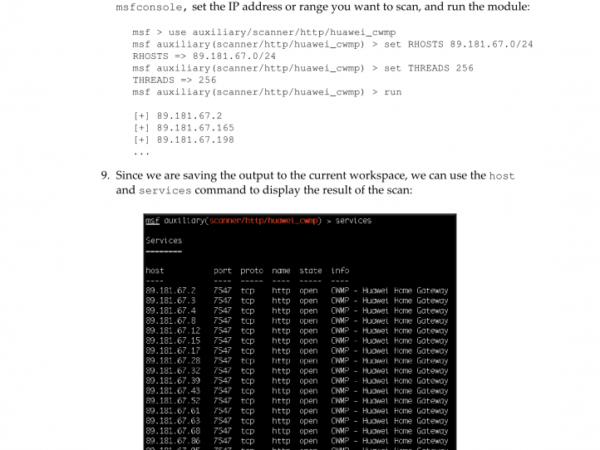 msfconsole, set the IP address or range you want to scan, and run the module:
msf > use auxiliary/scanner/http/huawei_cwmp
msf auxiliary(scanner/http/huawei_cwmp) > set RHOSTS 89.181.67.0/24
RHOSTS => 89.181.67.0/24
msf auxiliary(scanner/http/huawei_cwmp) > set THREADS 256
THREADS => 256
msf auxiliary(scanner/http/huawei_cwmp) > run
[+] 89.181.67.2
[+] 89.181.67.165
[+] 89.181.67.198
...
9. Since we are saving the output to the current workspace, we can use the host
and services command to display the result of the scan:
msf auxiliary(scanner/http/huawei_cwmp) > services
Services
========
host port proto name state info
---- ---- ----- ---- ----- ----
89.181.67.2 7547 tcp http open CWMP - Huawei Home Gateway
89.181.67.3 7547 tcp http open CWMP - Huawei Home Gateway
89.181.67.4 7547 tcp http open CWMP - Huawei Home Gateway
89.181.67.8 7547 tcp http open CWMP - Huawei Home Gateway
89.181.67.12 7547 tcp http open CWMP - Huawei Home Gateway
89.181.67.15 7547 tcp http open CWMP - Huawei Home Gateway
89.181.67.17 7547 tcp http open CWMP - Huawei Home Gateway
89.181.67.28 7547 tcp http open CWMP - Huawei Home Gateway
89.181.67.32 7547 tcp http open CWMP - Huawei Home Gateway
89.181.67.39 7547 tcp http open CWMP - Huawei Home Gateway
89.181.67.43 7547 tcp http open CWMP - Huawei Home Gateway
89.181.67.52 7547 tcp http open CWMP - Huawei Home Gateway
89.181.67.61 7547 tcp http open CWMP - Huawei Home Gateway
89.181.67.63 7547 tcp http open CWMP - Huawei Home Gateway
89.181.67.68 7547 tcp http open CWMP - Huawei Home Gateway
89.181.67.86 7547 tcp http open CWMP - Huawei Home Gateway